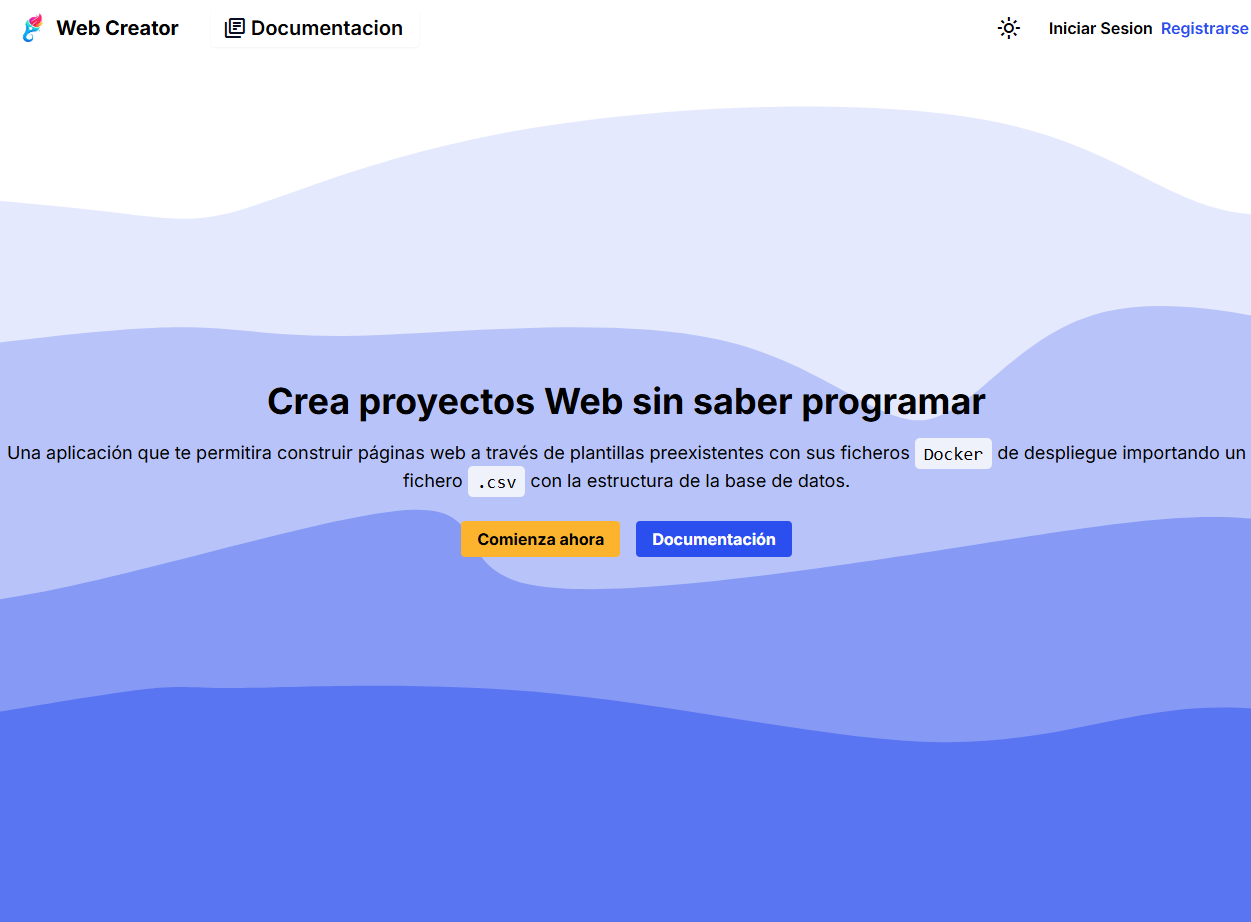 Web Creator
Documentacion
Iniciar Sesion
Registrarse
Crea proyectos Web sin saber programar
Una aplicación que te permitira construir páginas web a través de plantillas preexistentes con sus ficheros Docker de despliegue importando un
fichero .csv con la estructura de la base de datos.
Comienza ahora
Documentación